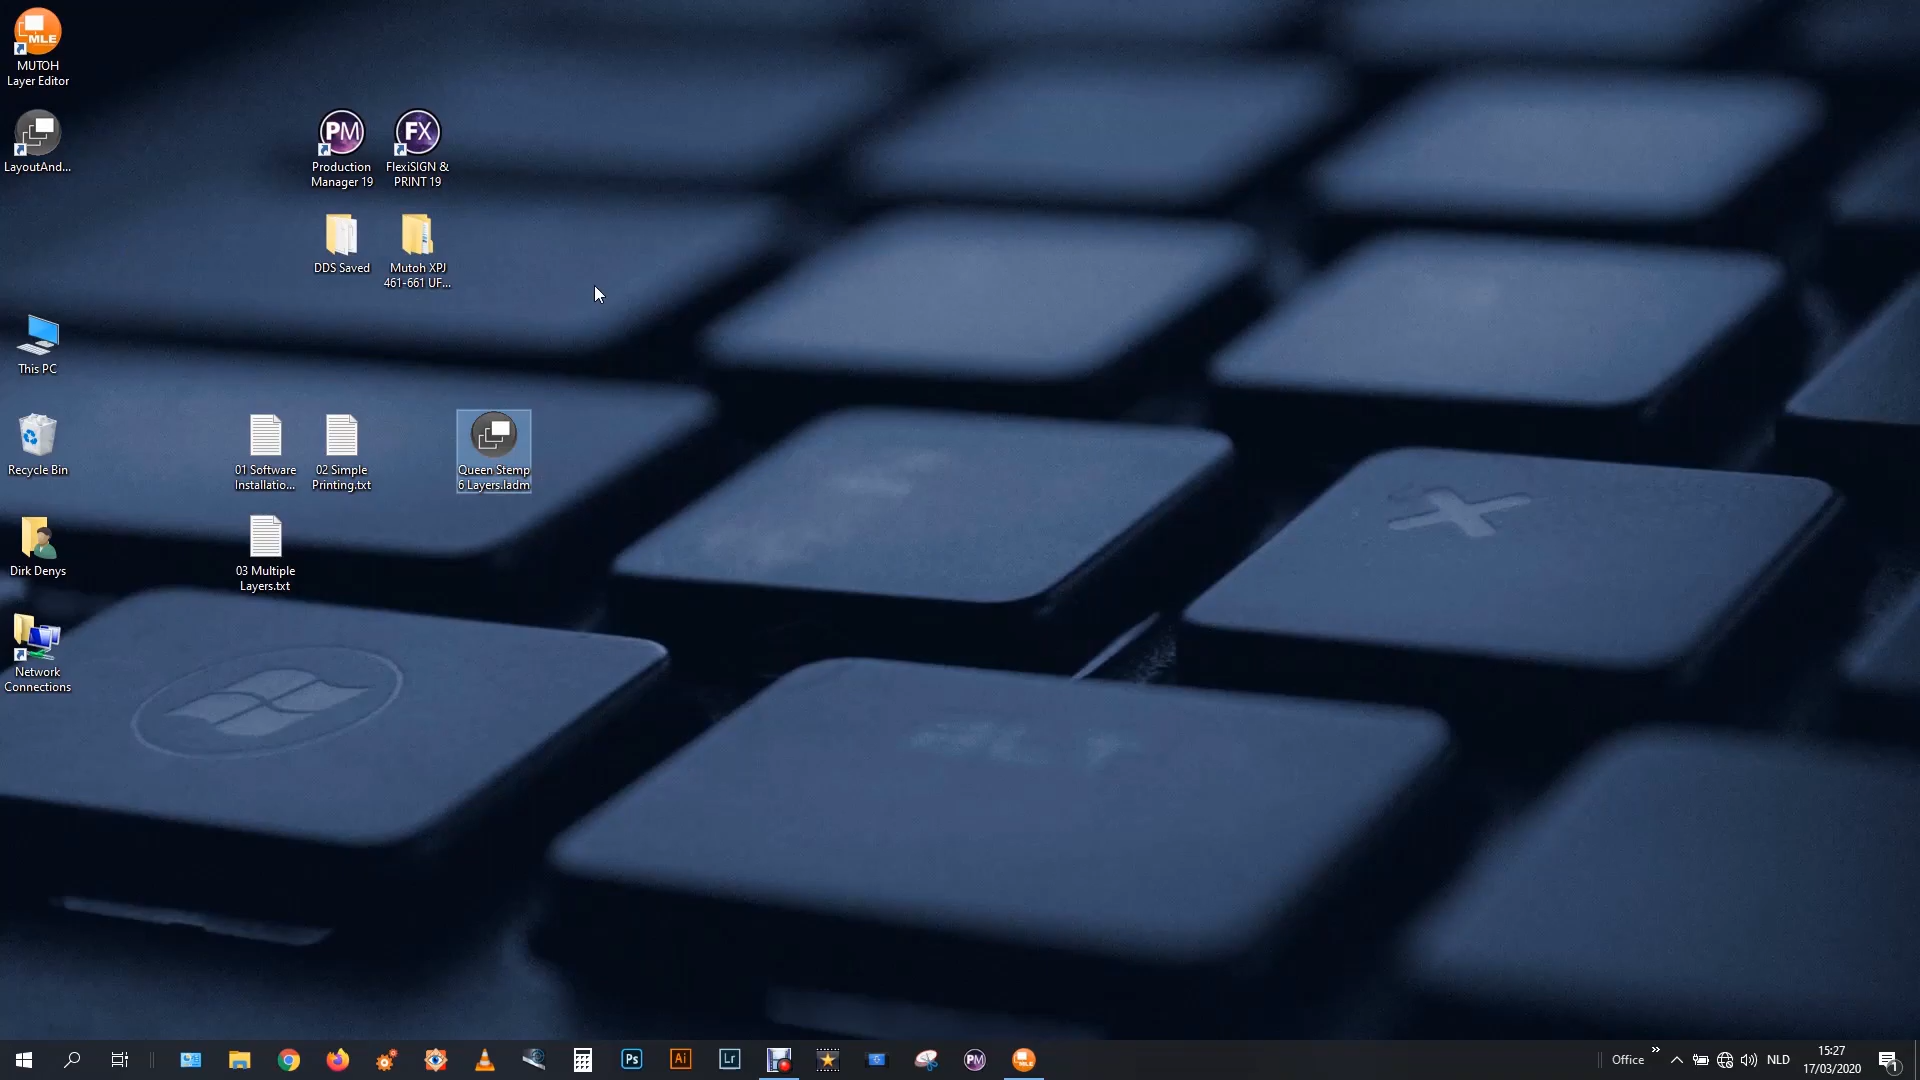 MLE
MUTOH
Layer Editor
LayoutAnd...
PM
Production
Manager 19
FX
FlexiSIGN &
PRINT 19
DDS Saved
Mutoh XPJ
461-661 UF...
This PC
Recycle Bin
01 Software
Installatio...
02 Simple
Printing.txt
Queen Stemp
6 Layers.ladm
Dirk Denys
03 Multiple
Layers.txt
Network
Connections
Ps
Ai
Lr
PM
Office
NLD
15:27
17/03/2020
1